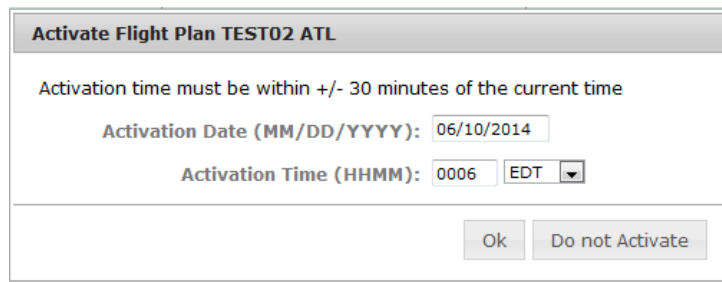 Activate Flight Plan TEST02 ATL
Activation time must be within +/- 30 minutes of the current time
Activation Date (MM/DD/YYYY): 06/10/2014
Activation Time (HHMM): 0006 EDT
Ok Do not Activate